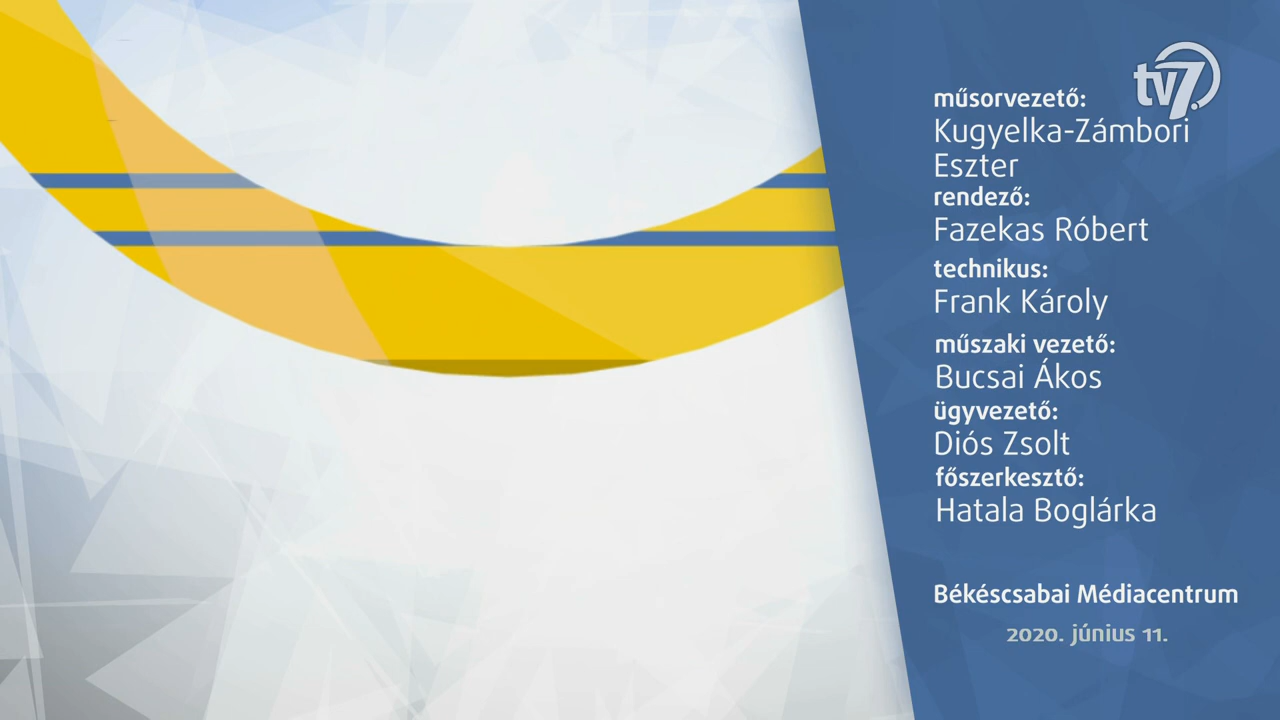 tv7.
műsorvezető:
Kugyelka-Zámbori
Eszter
rendező:
Fazekas Róbert
technikus:
Frank Károly
műszaki vezető:
Bucsai Ákos
ügyvezető:
Diós Zsolt
főszerkesztő:
Hatala Boglárka
Békéscsabai Médiacentrum
2020. június 11.